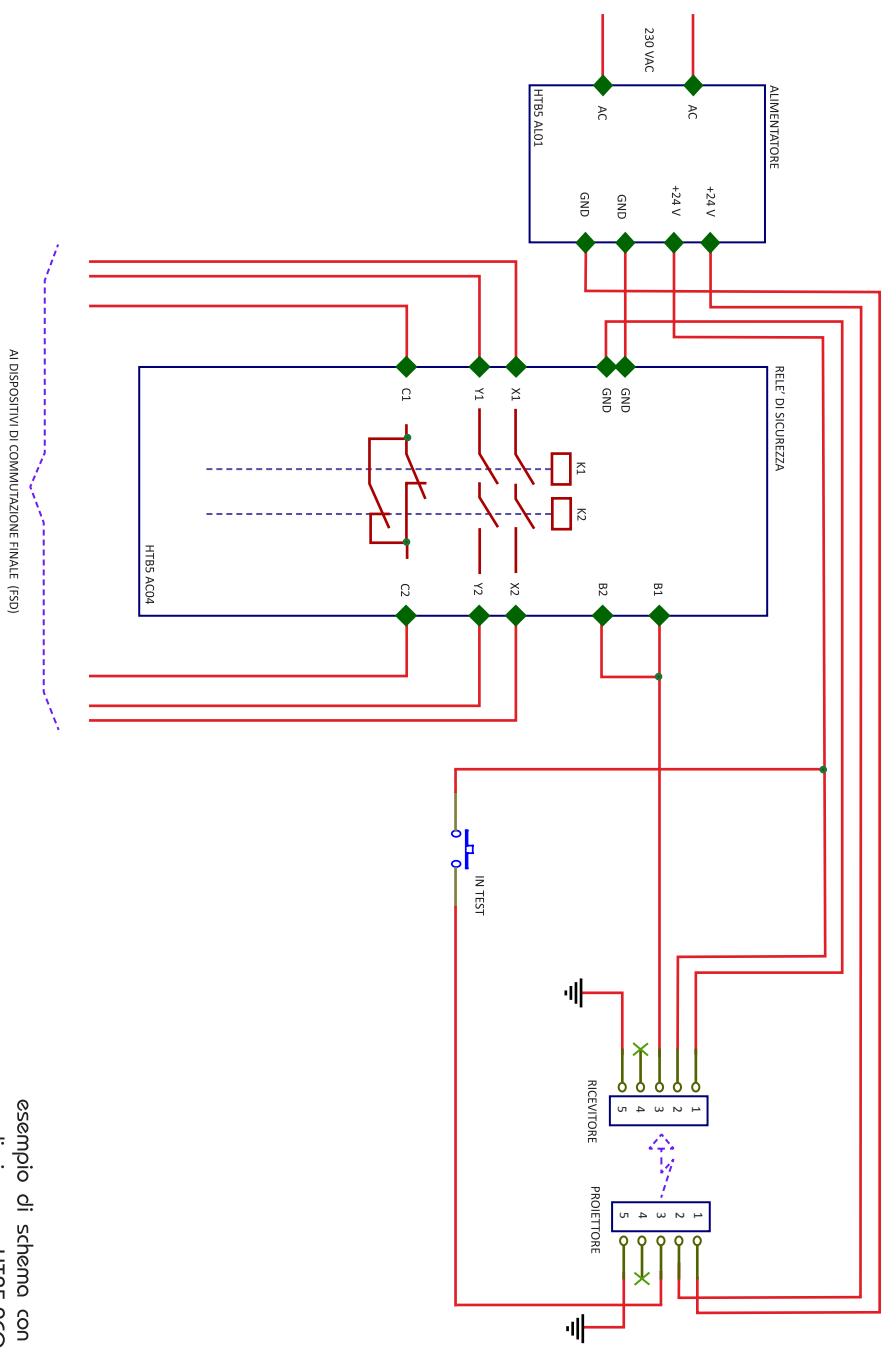 ALIMENTATORE
230 VAC
AC
AC
HTB5 AL01
+24 V
+24 V
GND
GND
RELE' DI SICUREZZA
GND
GND
X1
Y1
C1
K1
K2
B1
B2
X2
Y2
C2
HTB5 AC04
AI DISPOSITIVI DI COMMUTAZIONE FINALE (FSD)
IN TEST
1
2
3
4
5
RICEVITORE
1
2
3
4
5
PROIETTORE
esempio di schema con